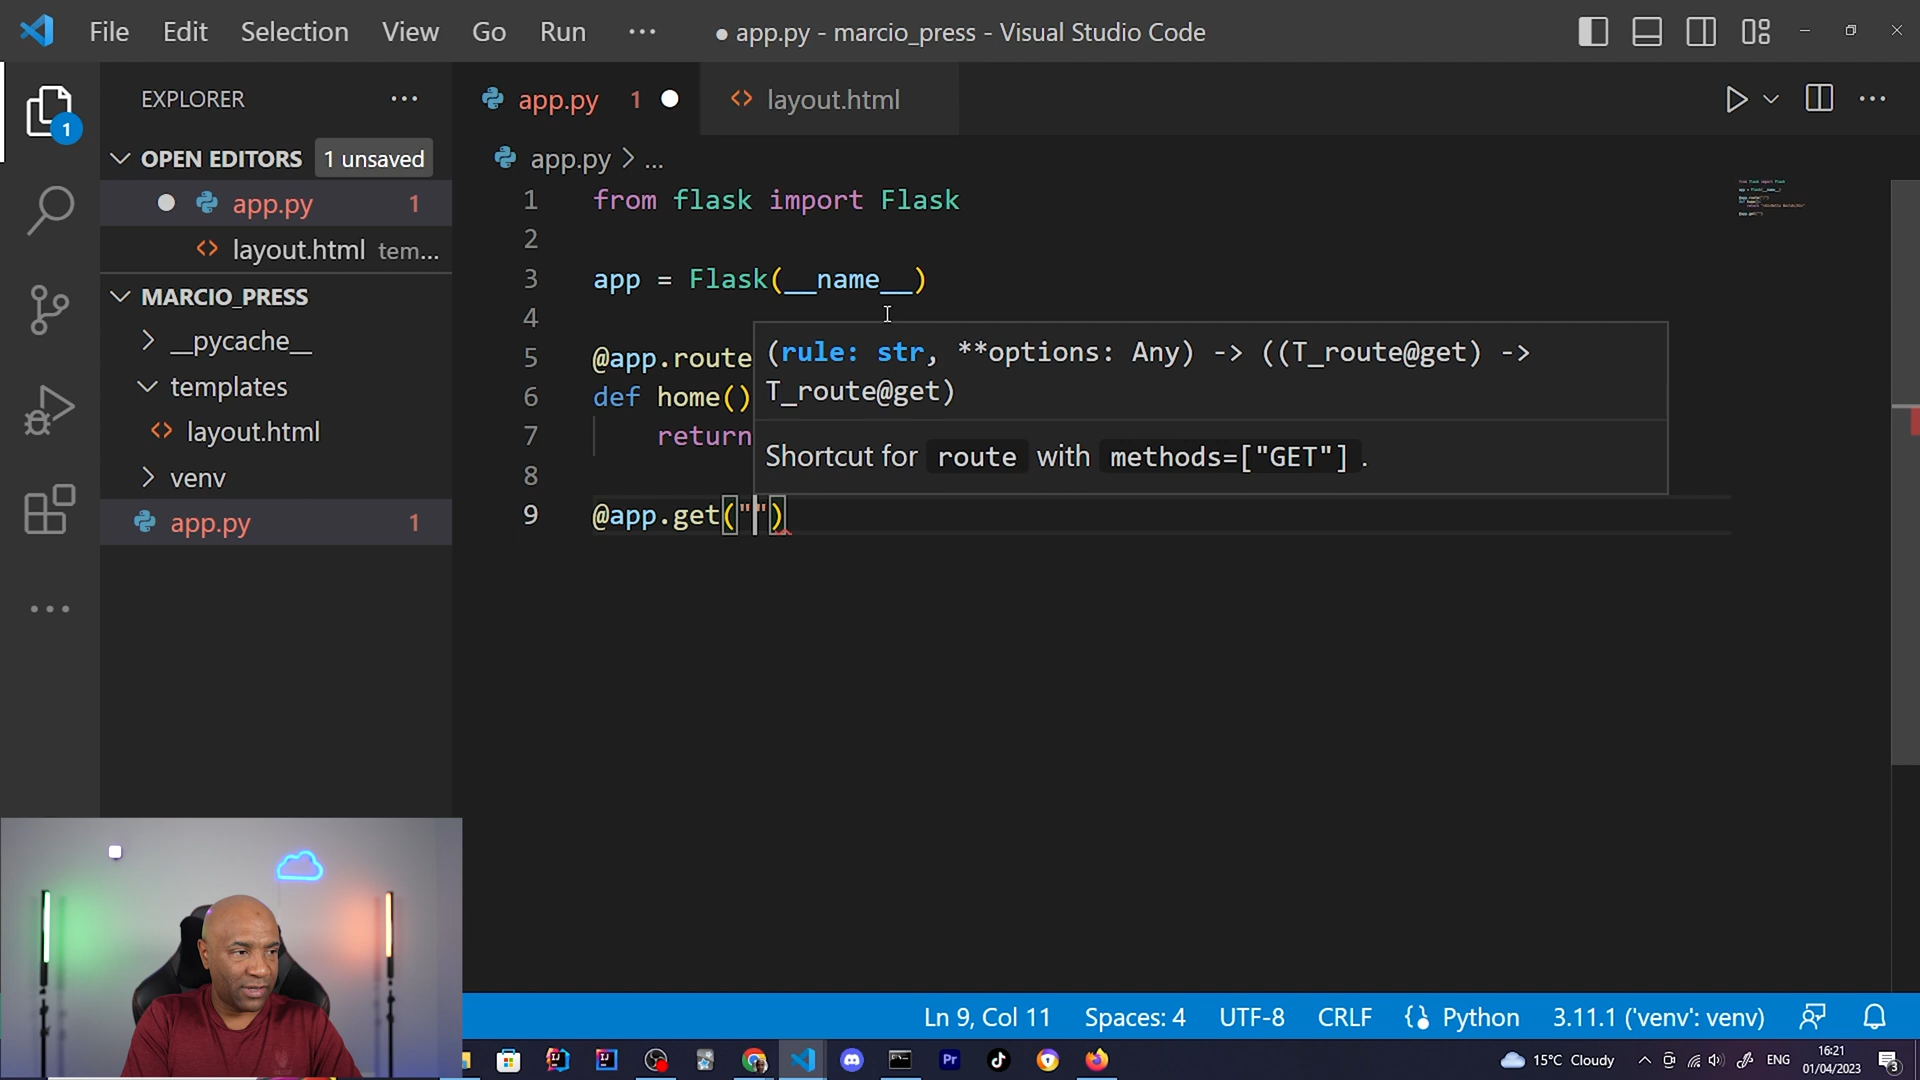 File Edit Selection View Go Run ··· ● app.py - marcio_press - Visual Studio Code
EXPLORER ···
app.py 1 ●
layout.html
1
OPEN EDITORS 1 unsaved
app.py > ...
app.py 1
layout.html tem...
MARCIO_PRESS
__pycache__
templates
layout.html
venv
app.py 1
1 from flask import Flask
2
3 app = Flask(__name__)
4
5 @app.route
6 def home()
7 return
8
9 @app.get("")
(rule: str, **options: Any) -> ((T_route@get) ->
T_route@get)
Shortcut for route with methods=["GET"] .
Ln 9, Col 11 Spaces: 4 UTF-8 CRLF Python 3.11.1 ('venv': venv)
Pr 15°C Cloudy ENG 16:21
01/04/2023
3